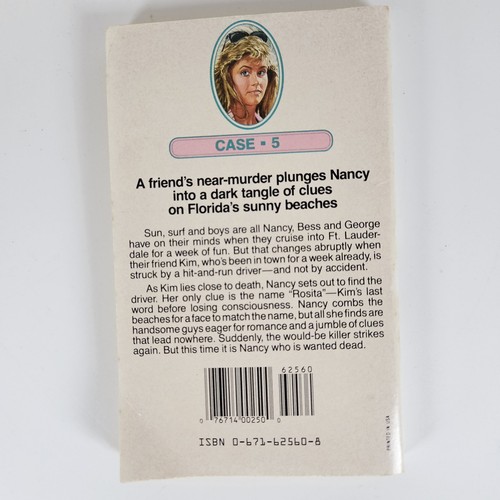 CASE • 5
A friend's near-murder plunges Nancy
into a dark tangle of clues
on Florida's sunny beaches
Sun, surf and boys are all Nancy, Bess and George
have on their minds when they cruise into Ft. Lauder-
dale for a week of fun. But that changes abruptly when
their friend Kim, who's been in town for a week already, is
struck by a hit-and-run driver—and not by accident.
As Kim lies close to death, Nancy sets out to find the
driver. Her only clue is the name "Rosita"—Kim's last
word before losing consciousness. Nancy combs the
beaches for a face to match the name, but all she finds are
handsome guys eager for romance and a jumble of clues
that lead nowhere. Suddenly, the would-be killer strikes
again. But this time it is Nancy who is wanted dead.
62560
0 76714 00250 0
ISBN 0-671-62560-8
PRINTED IN USA